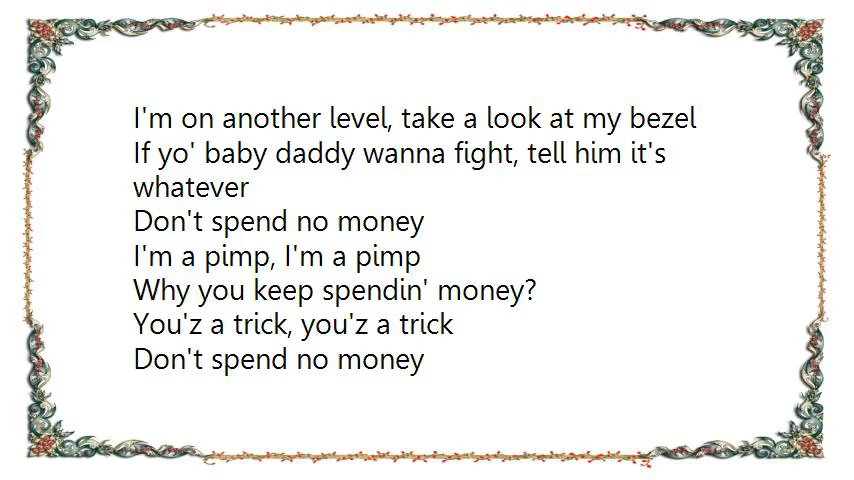 I'm on another level, take a look at my bezel
If yo' baby daddy wanna fight, tell him it's
whatever
Don't spend no money
I'm a pimp, I'm a pimp
Why you keep spendin' money?
You'z a trick, you'z a trick
Don't spend no money